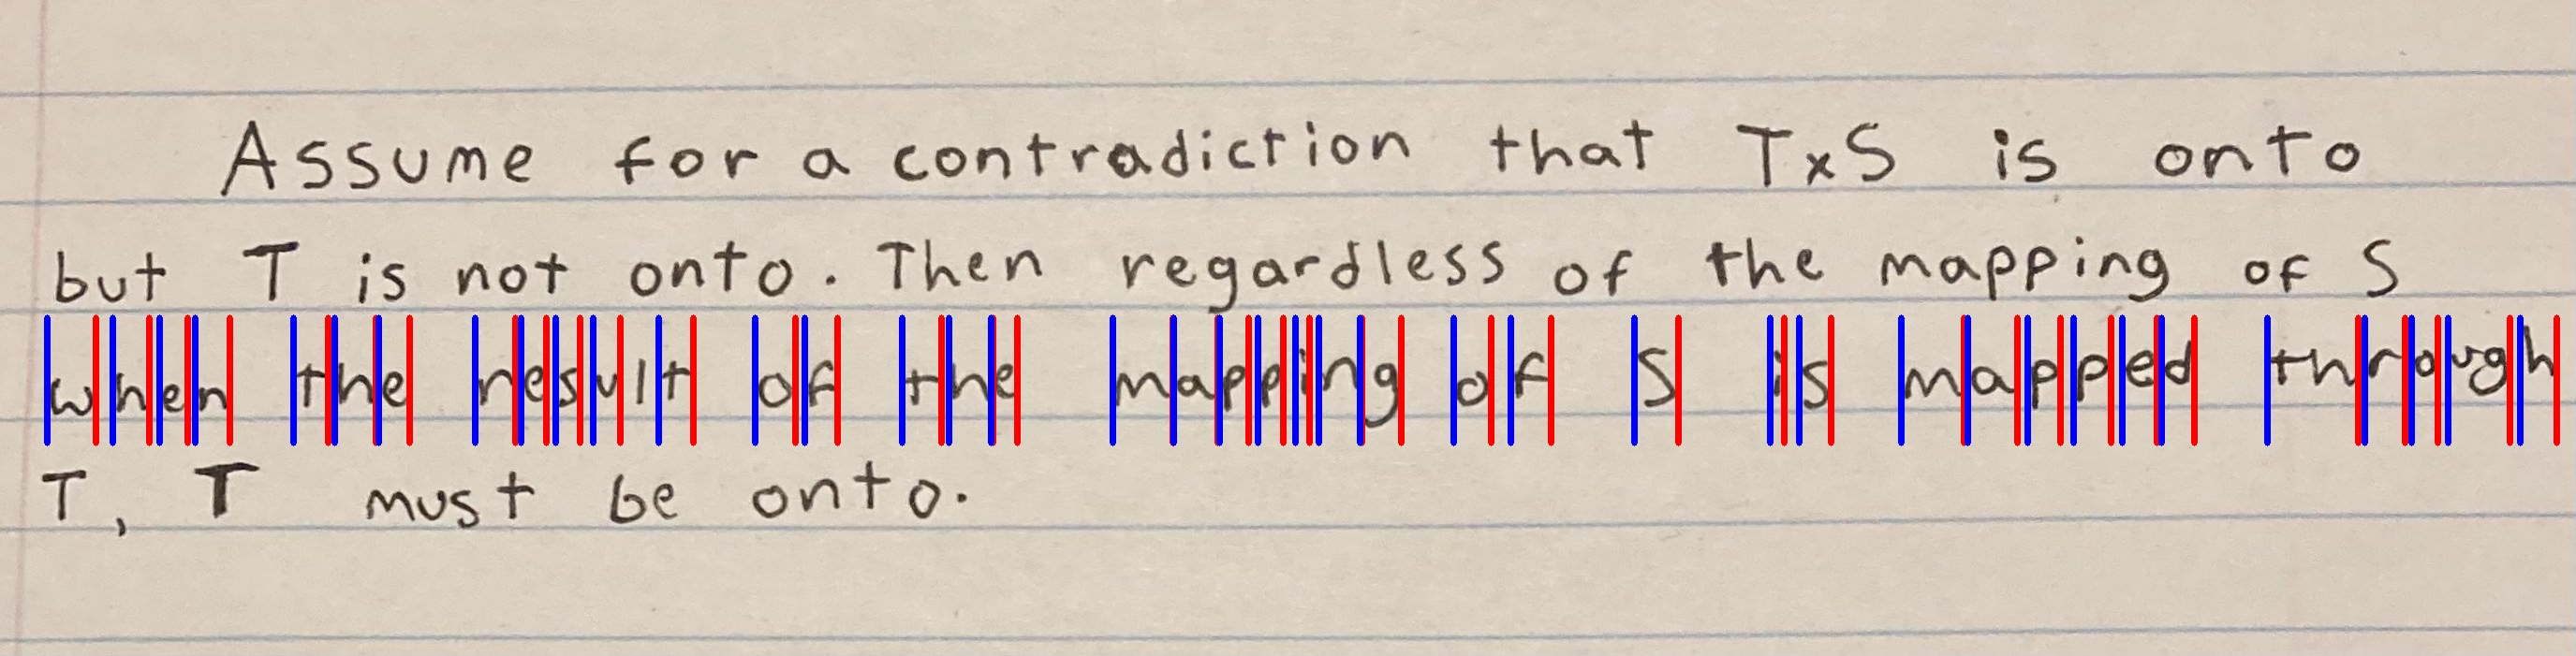 Assume for a contradiction that TxS is onto
but T is not onto. Then regardless of the mapping of S
when the result of the mapping of S is mapped through
T, T must be onto.